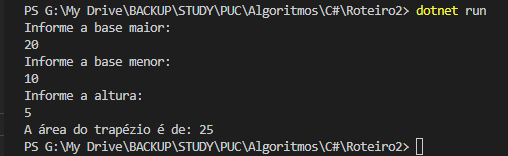 PS G:\My Drive\BACKUP\STUDY\PUC\Algoritmos\C#\Roteiro2> dotnet run
Informe a base maior:
20
Informe a base menor:
10
Informe a altura:
5
A área do trapézio é de: 25
PS G:\My Drive\BACKUP\STUDY\PUC\Algoritmos\C#\Roteiro2>